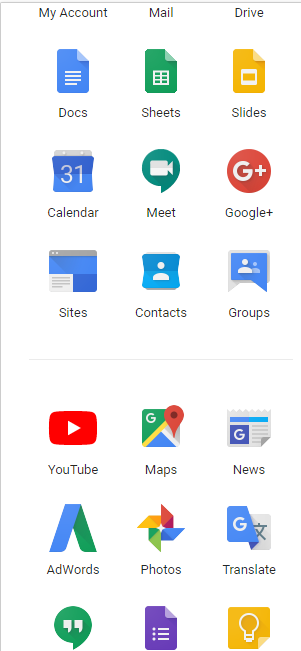 My Account Mail Drive
Docs Sheets Slides
31 G+
Calendar Meet Google+
Sites Contacts Groups
G G
YouTube Maps News
G 文
AdWords Photos Translate